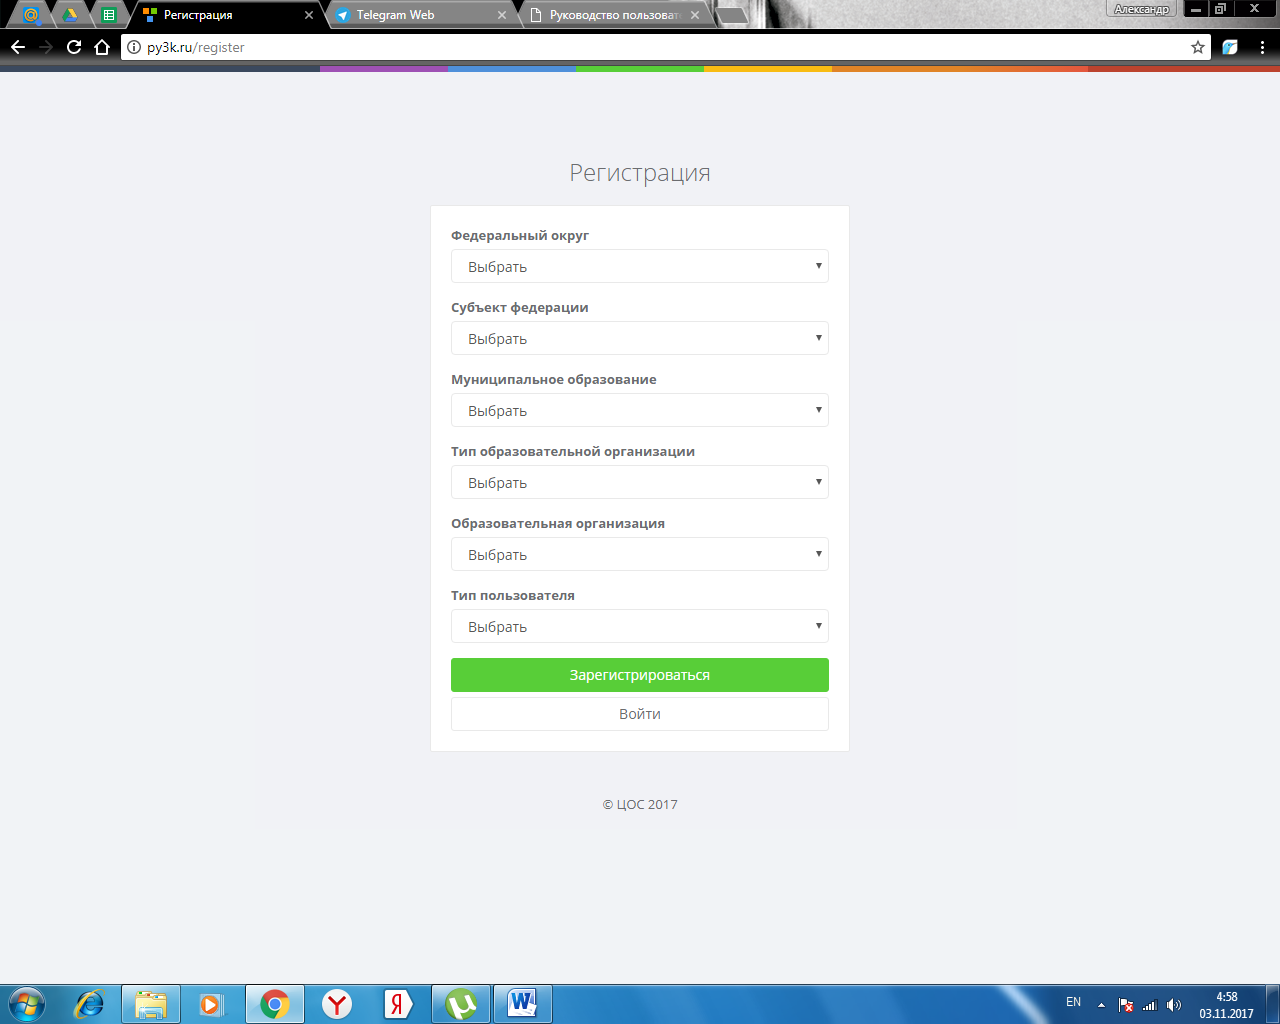 Регистрация
Telegram Web
Руководство пользоват
Александр
py3k.ru/register
Регистрация
Федеральный округ
Выбрать
Субъект федерации
Выбрать
Муниципальное образование
Выбрать
Тип образовательной организации
Выбрать
Образовательная организация
Выбрать
Тип пользователя
Выбрать
Зарегистрироваться
Войти
© ЦОС 2017
EN
4:58
03.11.2017